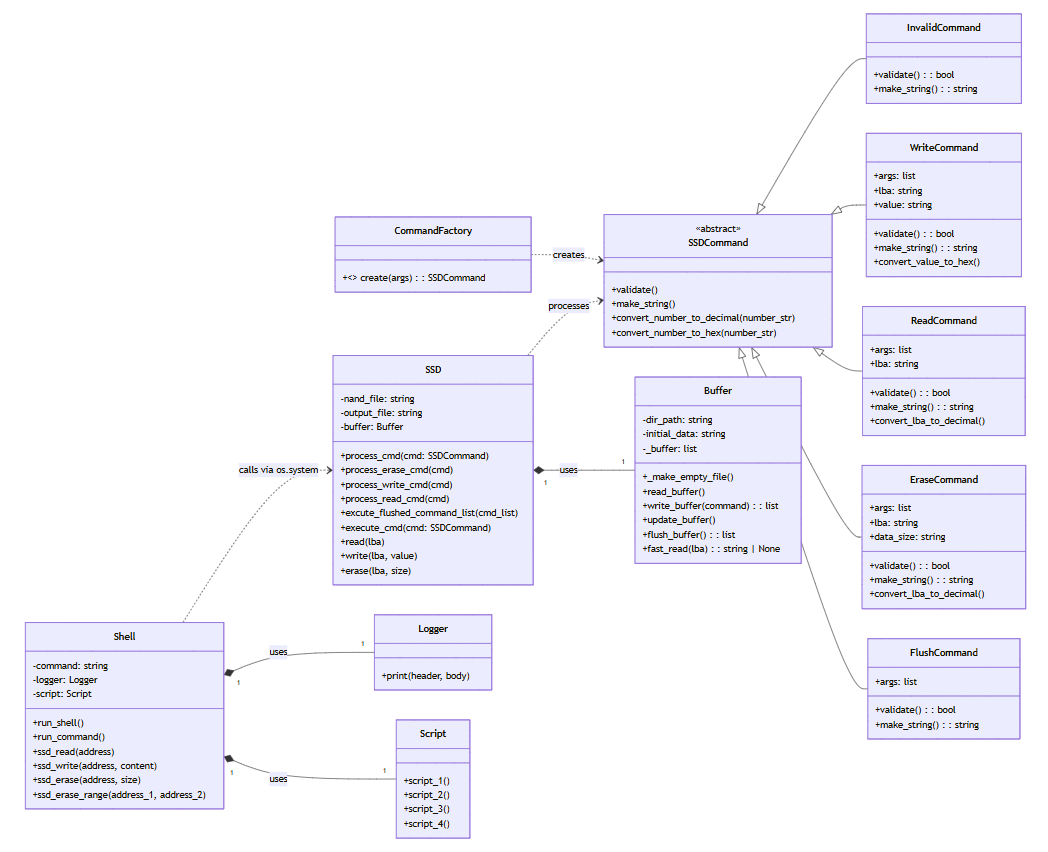 InvalidCommand
+validate() : : bool
+make_string() : : string
WriteCommand
+args: list
+lba: string
+value: string
+validate() : : bool
+make_string() : : string
+convert_value_to_hex()
CommandFactory
+<> create(args) : : SSDCommand
creates
«abstract»
SSDCommand
+validate()
+make_string()
+convert_number_to_decimal(number_str)
+convert_number_to_hex(number_str)
processes
ReadCommand
+args: list
+lba: string
+validate() : : bool
+make_string() : : string
+convert_lba_to_decimal()
SSD
-nand_file: string
-output_file: string
-buffer: Buffer
+process_cmd(cmd: SSDCommand)
+process_erase_cmd(cmd)
+process_write_cmd(cmd)
+process_read_cmd(cmd)
+excute_flushed_command_list(cmd_list)
+execute_cmd(cmd: SSDCommand)
+read(lba)
+write(lba, value)
+erase(lba, size)
calls via os.system
uses
1
1
Buffer
-dir_path: string
-initial_data: string
-_buffer: list
+_make_empty_file()
+read_buffer()
+write_buffer(command) : : list
+update_buffer()
+flush_buffer() : : list
+fast_read(lba) : : string | None
EraseCommand
+args: list
+lba: string
+data_size: string
+validate() : : bool
+make_string() : : string
+convert_lba_to_decimal()
Shell
-command: string
-logger: Logger
-script: Script
+run_shell()
+run_command()
+ssd_read(address)
+ssd_write(address, content)
+ssd_erase(address, size)
+ssd_erase_range(address_1, address_2)
uses
1
1
Logger
+print(header, body)
FlushCommand
+args: list
+validate() : : bool
+make_string() : : string
uses
1
1
Script
+script_1()
+script_2()
+script_3()
+script_4()